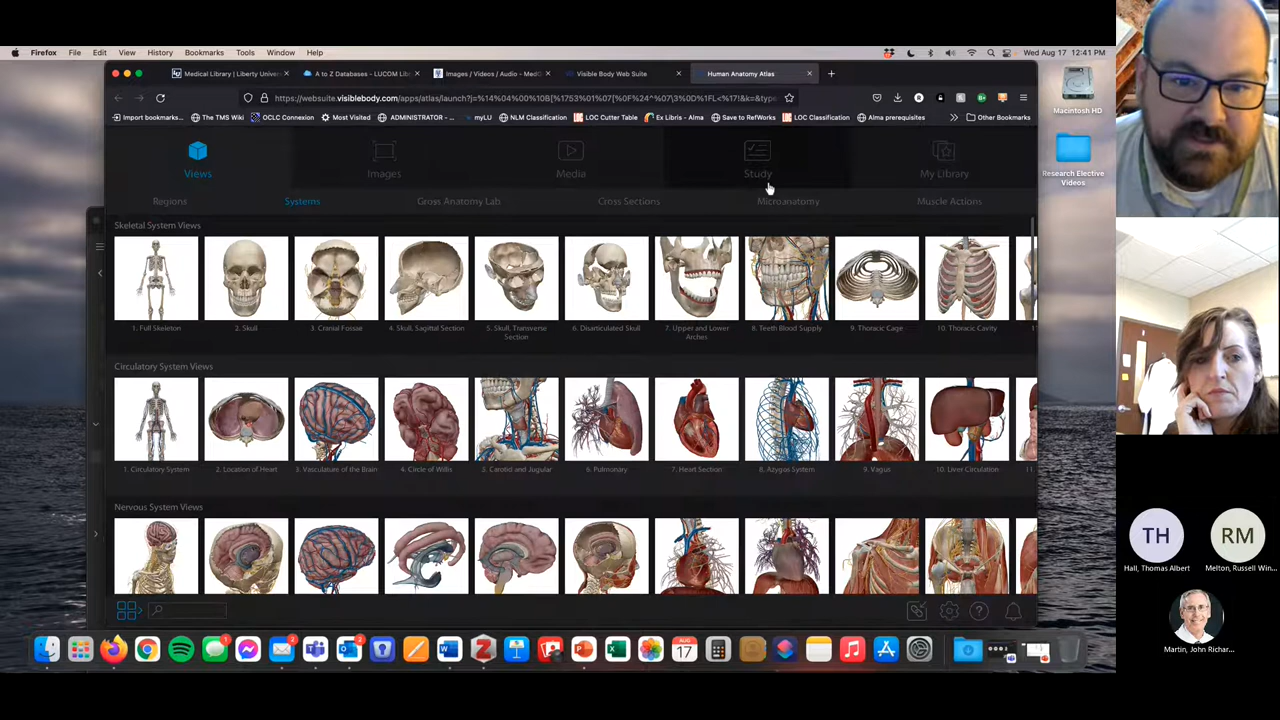 Firefox File Edit View History Bookmarks Tools Window Help Wed Aug 17 12:41 PM
Medical Library | Liberty Univer: A to Z Databases - LUCOM Lib Images / Videos / Audio - Med Visible Body Web Suite Human Anatomy Atlas
https://websuite.visiblebody.com/apps/atlas/launch?
Import bookmarks... The TMS Wiki OCLC Connexion Most Visited ADMINISTRATOR - ... myLU NLM Classification LOC Cutter Table Ex Libris - Alma Save to RefWorks LOC Classification Alma prerequisites Other Bookmarks
Macintosh HD
Research Elective
Videos
Views Images Media Study My Library
Regions Systems Gross Anatomy Lab Cross Sections Microanatomy Muscle Actions
Skeletal System Views
1. Full Skeleton 2. Skull 3. Cranial Fossae 4. Skull, Sagittal Section 5. Skull, Transverse Section 6. Disarticulated Skull 7. Upper and Lower Arches 8. Teeth Blood Supply 9. Thoracic Cage 10. Thoracic Cavity
Circulatory System Views
1. Circulatory System 2. Location of Heart 3. Vasculature of the Brain 4. Circle of Willis 5. Carotid and Jugular 6. Pulmonary 7. Heart Section 8. Azygos System 9. Vagus 10. Liver Circulation 11.
Nervous System Views
TH RM
Hall, Thomas Albert Melton, Russell Win...
Martin, John Richar...
AUG
17